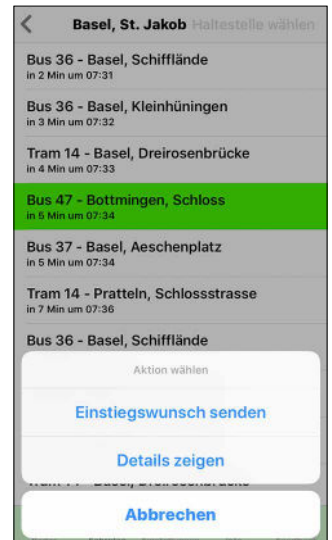 Basel, St. Jakob Haltestelle wählen
Bus 36 - Basel, Schifflände
in 2 Min um 07:31
Bus 36 - Basel, Kleinhüningen
in 3 Min um 07:32
Tram 14 - Basel, Dreirosenbrücke
in 4 Min um 07:33
Bus 47 - Bottmingen, Schloss
in 5 Min um 07:34
Bus 37 - Basel, Aeschenplatz
in 5 Min um 07:34
Tram 14 - Pratteln, Schlossstrasse
in 7 Min um 07:36
Bus 36 - Basel, Schifflände
Aktion wählen
Einstiegswunsch senden
Details zeigen
Abbrechen